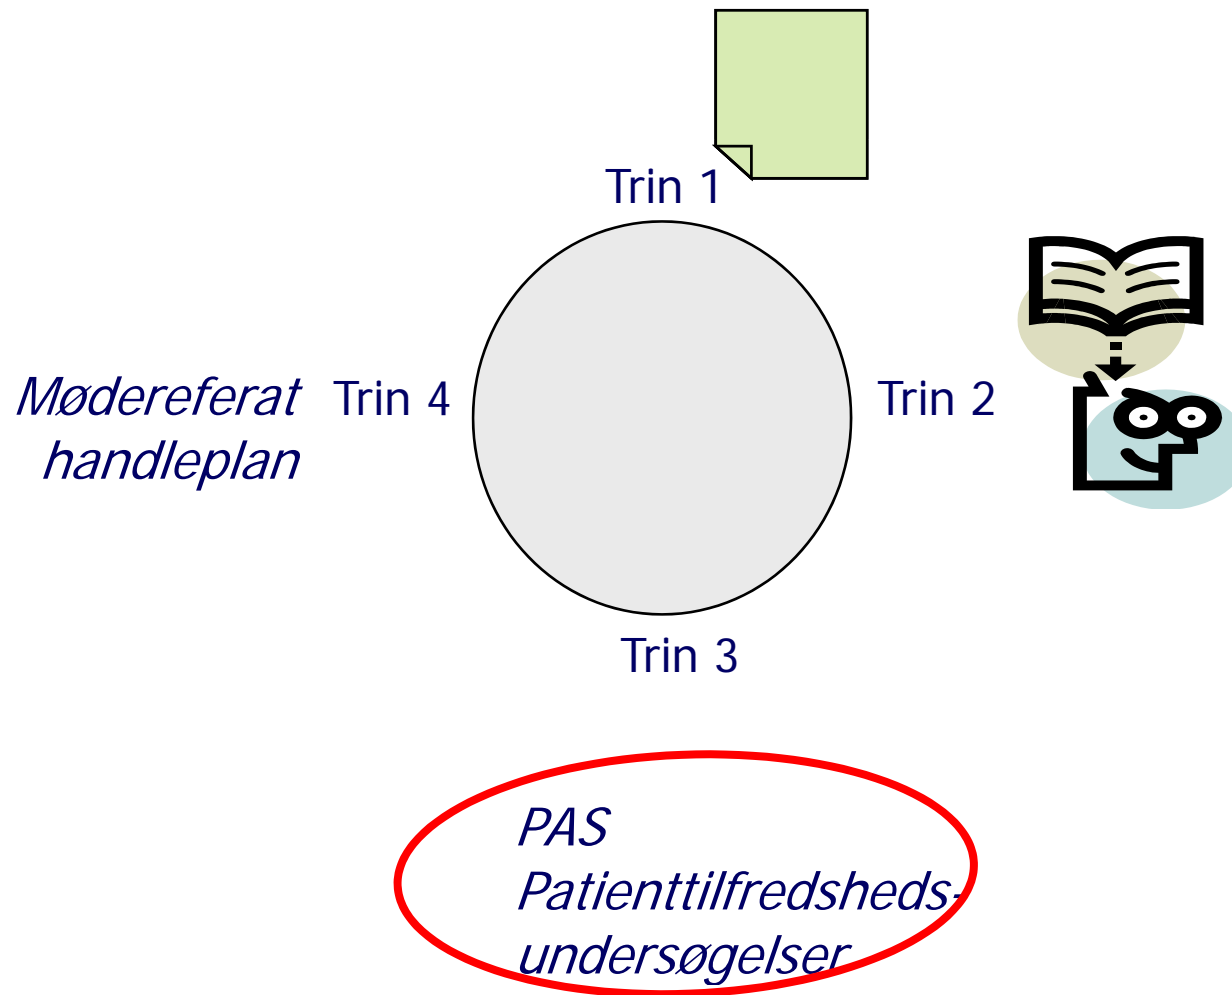 Trin 1
Mødereferat
handleplan
Trin 4
Trin 2
Trin 3
PAS
Patienttilfredsheds-
undersøgelser